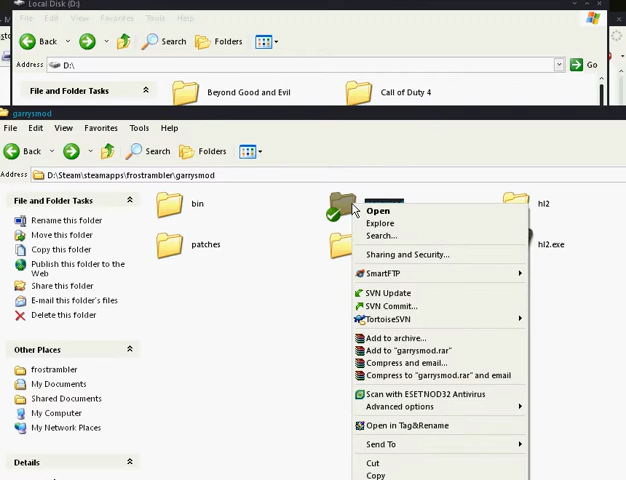 Local Disk (D:)
File Edit View Favorites Tools Help
Back Search Folders
Address D:\ Go
File and Folder Tasks
Beyond Good and Evil
Call of Duty 4
garrysmod
File Edit View Favorites Tools Help
Back Search Folders
Address D:\Steam\steamapps\frostrambler\garrysmod
File and Folder Tasks
Rename this folder
Move this folder
Copy this folder
Publish this folder to the
Web
Share this folder
E-mail this folder's files
Delete this folder
Other Places
frostrambler
My Documents
Shared Documents
My Computer
My Network Places
Details
bin
hl2
patches
hl2.exe
Open
Explore
Search...
Sharing and Security...
SmartFTP
SVN Update
SVN Commit...
TortoiseSVN
Add to archive...
Add to "garrysmod.rar"
Compress and email...
Compress to "garrysmod.rar" and email
Scan with ESETNOD32 Antivirus
Advanced options
Open in Tag&Rename
Send To
Cut
Copy